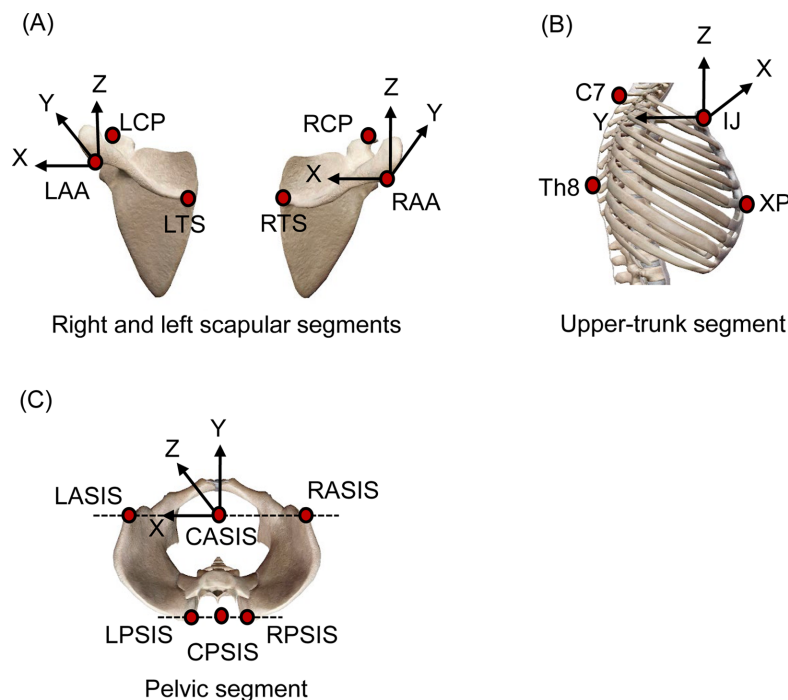 (A)
Z
Y
LCP
X
LAA
LTS
Z
Y
RCP
X
RTS
RAA
Right and left scapular segments
(B)
Z
X
C7
Y
IJ
Th8
XP
Upper-trunk segment
(C)
Y
Z
LASIS
RASIS
X
CASIS
LPSIS
CPSIS
RPSIS
Pelvic segment